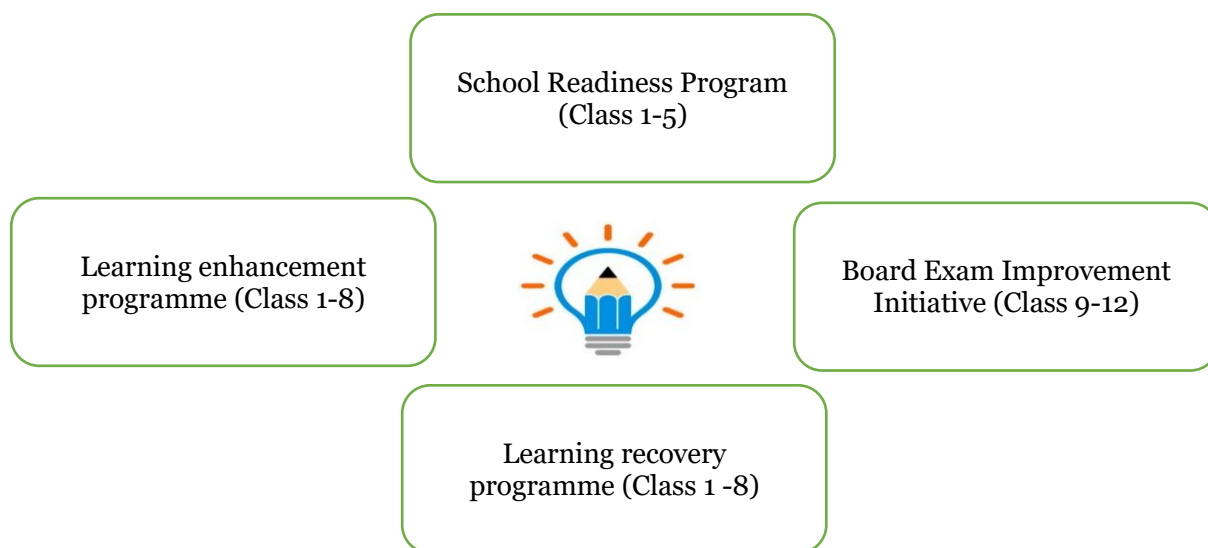 School Readiness Program
(Class 1-5)
Learning enhancement
programme (Class 1-8)
Board Exam Improvement
Initiative (Class 9-12)
Learning recovery
programme (Class 1 -8)